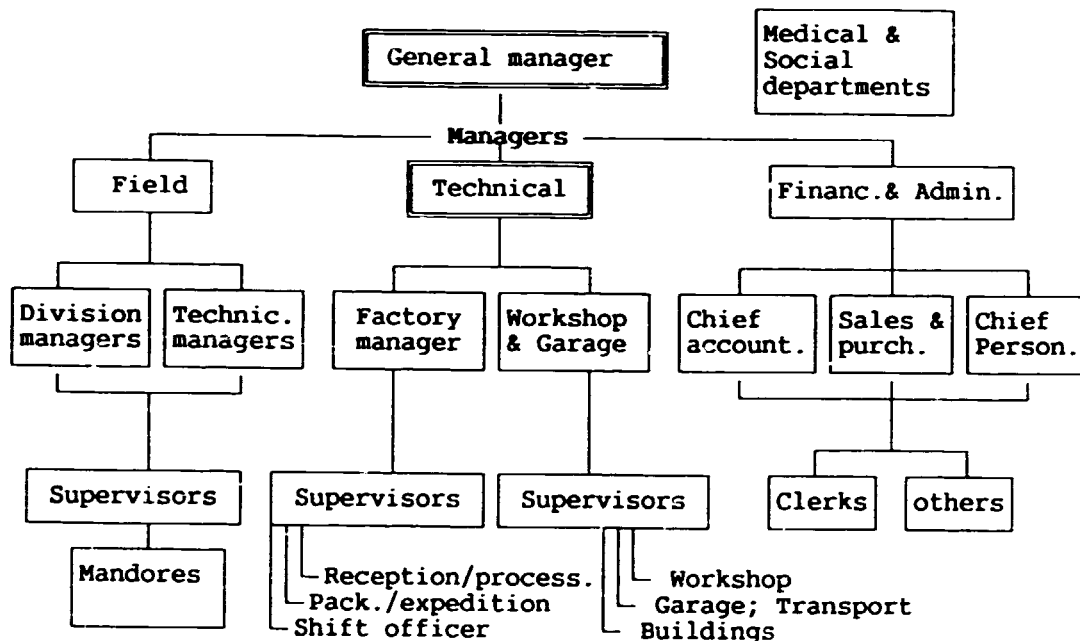 General manager
Medical &
Social
departments
Managers
Field
Technical
Financ.& Admin.
Division
managers
Technic.
managers
Factory
manager
Workshop
& Garage
Chief
account.
Sales &
purch.
Chief
Person.
Supervisors
Supervisors
Supervisors
Clerks
others
Mandores
Reception/process.
Pack./expedition
Shift officer
Workshop
Garage; Transport
Buildings